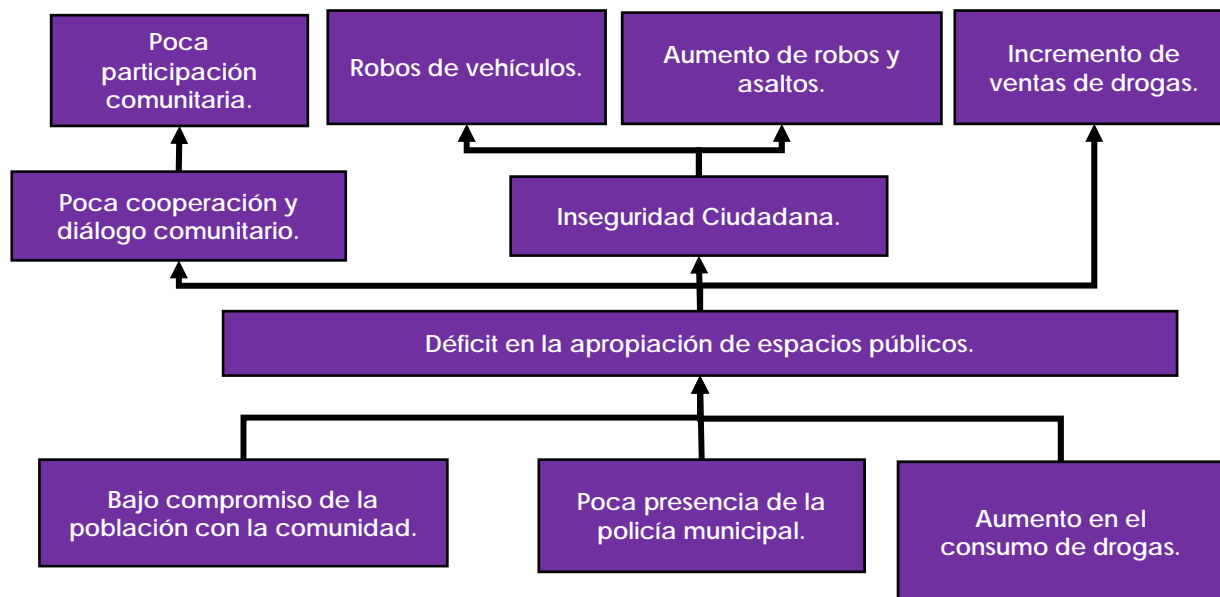 Poca
participación
comunitaria.
Robos de vehículos.
Aumento de robos y
asaltos.
Incremento de
ventas de drogas.
Poca cooperación y
diálogo comunitario.
Inseguridad Ciudadana.
Déficit en la apropiación de espacios públicos.
Bajo compromiso de la
población con la comunidad.
Poca presencia de la
policía municipal.
Aumento en el
consumo de drogas.